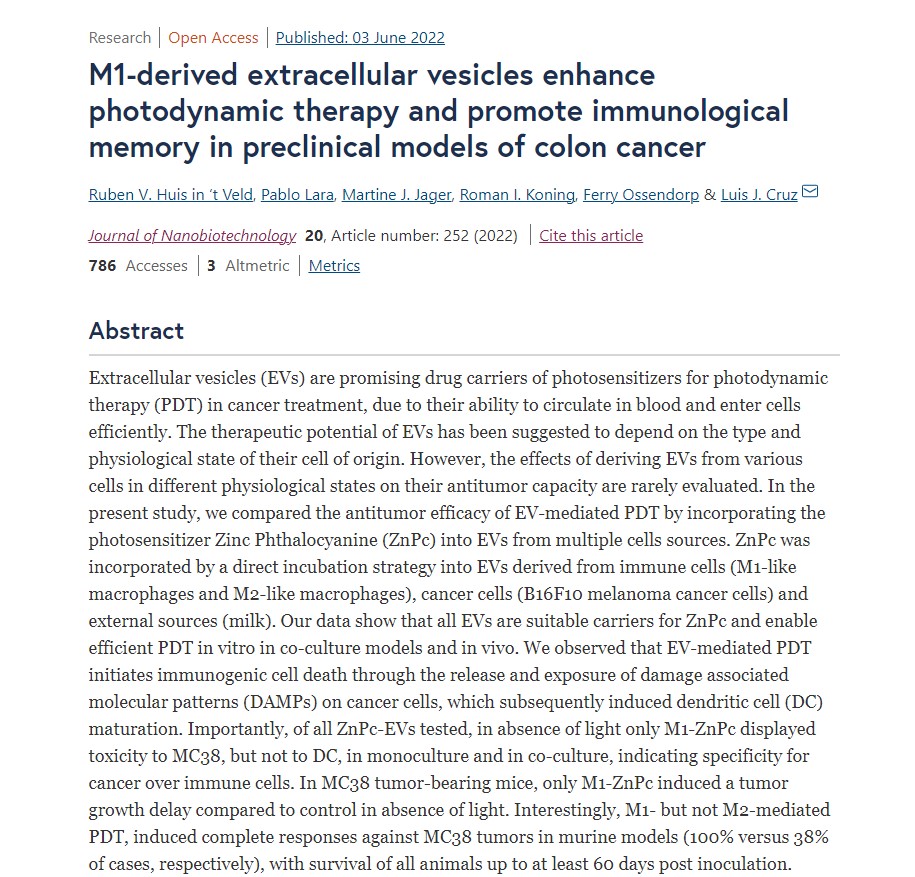 Research | Open Access | Published: 03 June 2022
M1-derived extracellular vesicles enhance
photodynamic therapy and promote immunological
memory in preclinical models of colon cancer
Ruben V. Huis in ‘t Veld, Pablo Lara, Martine J. Jager, Roman I. Koning, Ferry Ossendorp & Luis J. Cruz
Journal of Nanobiotechnology 20, Article number: 252 (2022) | Cite this article
786 Accesses | 3 Altmetric | Metrics
Abstract
Extracellular vesicles (EVs) are promising drug carriers of photosensitizers for photodynamic
therapy (PDT) in cancer treatment, due to their ability to circulate in blood and enter cells
efficiently. The therapeutic potential of EVs has been suggested to depend on the type and
physiological state of their cell of origin. However, the effects of deriving EVs from various
cells in different physiological states on their antitumor capacity are rarely evaluated. In the
present study, we compared the antitumor efficacy of EV-mediated PDT by incorporating the
photosensitizer Zinc Phthalocyanine (ZnPc) into EVs from multiple cells sources. ZnPc was
incorporated by a direct incubation strategy into EVs derived from immune cells (M1-like
macrophages and M2-like macrophages), cancer cells (B16F10 melanoma cancer cells) and
external sources (milk). Our data show that all EVs are suitable carriers for ZnPc and enable
efficient PDT in vitro in co-culture models and in vivo. We observed that EV-mediated PDT
initiates immunogenic cell death through the release and exposure of damage associated
molecular patterns (DAMPs) on cancer cells, which subsequently induced dendritic cell (DC)
maturation. Importantly, of all ZnPc-EVs tested, in absence of light only M1-ZnPc displayed
toxicity to MC38, but not to DC, in monoculture and in co-culture, indicating specificity for
cancer over immune cells. In MC38 tumor-bearing mice, only M1-ZnPc induced a tumor
growth delay compared to control in absence of light. Interestingly, M1- but not M2-mediated
PDT, induced complete responses against MC38 tumors in murine models (100% versus 38%
of cases, respectively), with survival of all animals up to at least 60 days post inoculation.